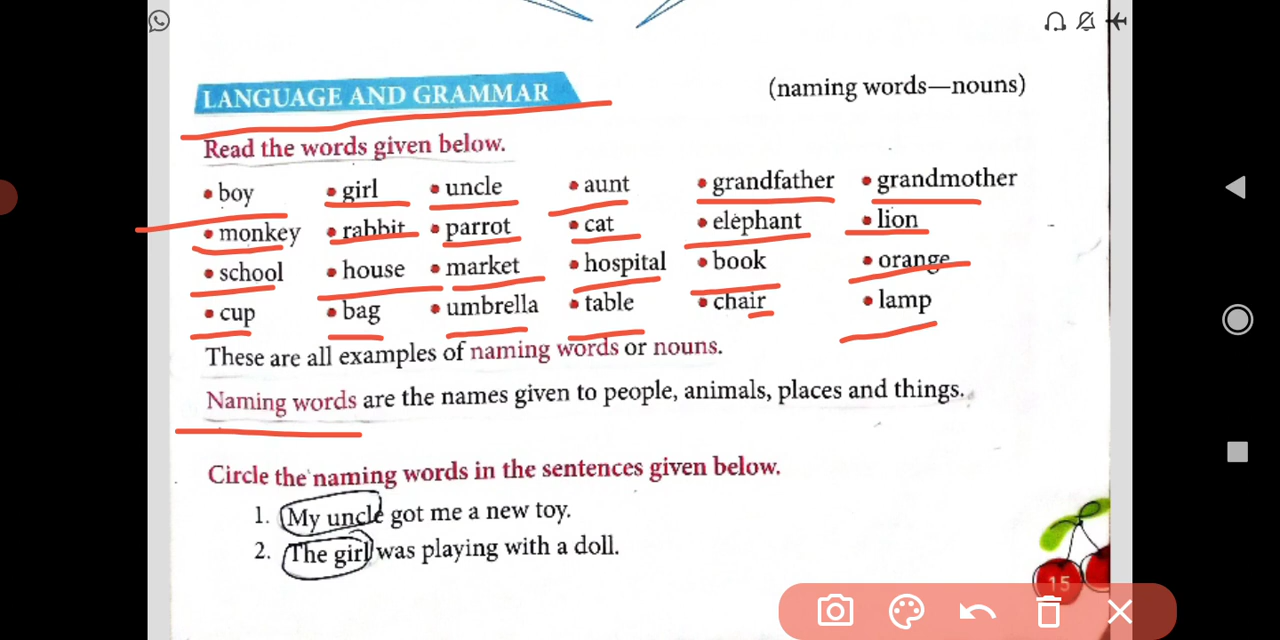 LANGUAGE AND GRAMMAR (naming words—nouns)
Read the words given below.
• boy • girl • uncle • aunt • grandfather • grandmother
• monkey • rabbit • parrot • cat • elephant • lion
• school • house • market • hospital • book • orange
• cup • bag • umbrella • table • chair • lamp
These are all examples of naming words or nouns.
Naming words are the names given to people, animals, places and things.
Circle the naming words in the sentences given below.
1. My uncle got me a new toy.
2. The girl was playing with a doll.
15